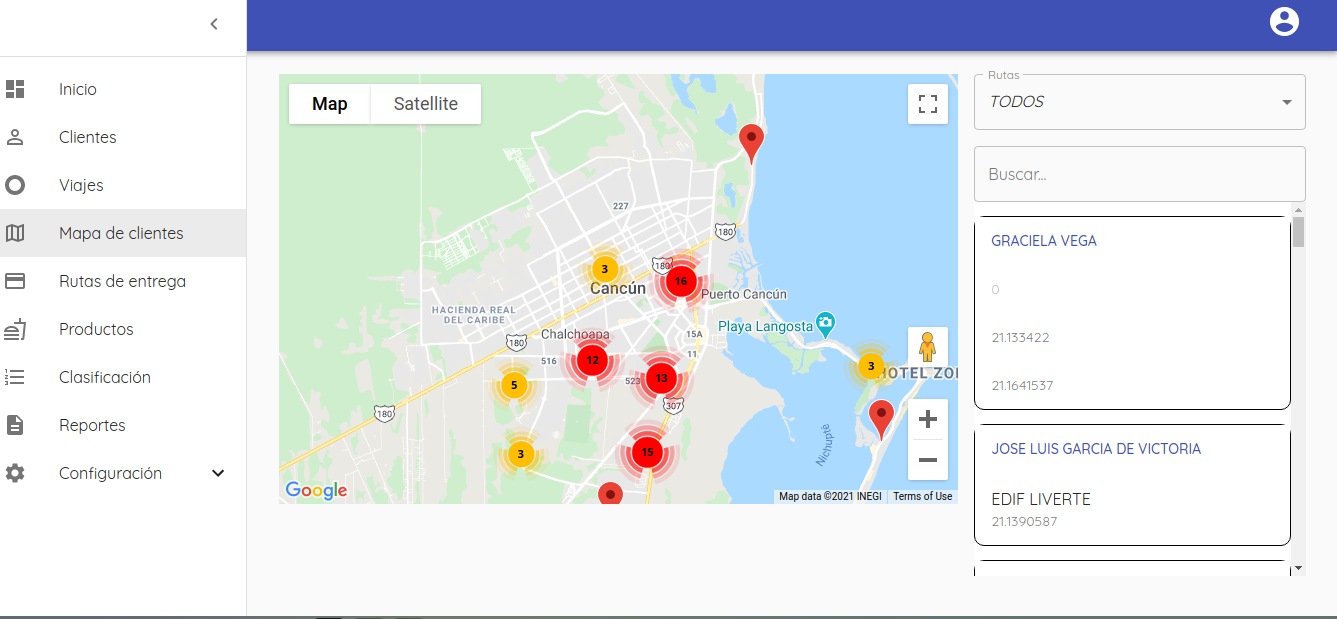 Inicio
Clientes
Viajes
Mapa de clientes
Rutas de entrega
Productos
Clasificación
Reportes
Configuración
Map
Satellite
227
180
180
3
16
Cancún
Puerto Cancún
HACIENDA REAL
DEL CARIBE
Chalchoapa
Playa Langosta
180
15A
516
12
11
3
HOTEL ZO
5
523
13
180
307
3
15
Nichupté
Google
Map data ©2021 INEGI
Terms of Use
Rutas
TODOS
Buscar...
GRACIELA VEGA
0
21.133422
21.1641537
JOSE LUIS GARCIA DE VICTORIA
EDIF LIVERTE
21.1390587